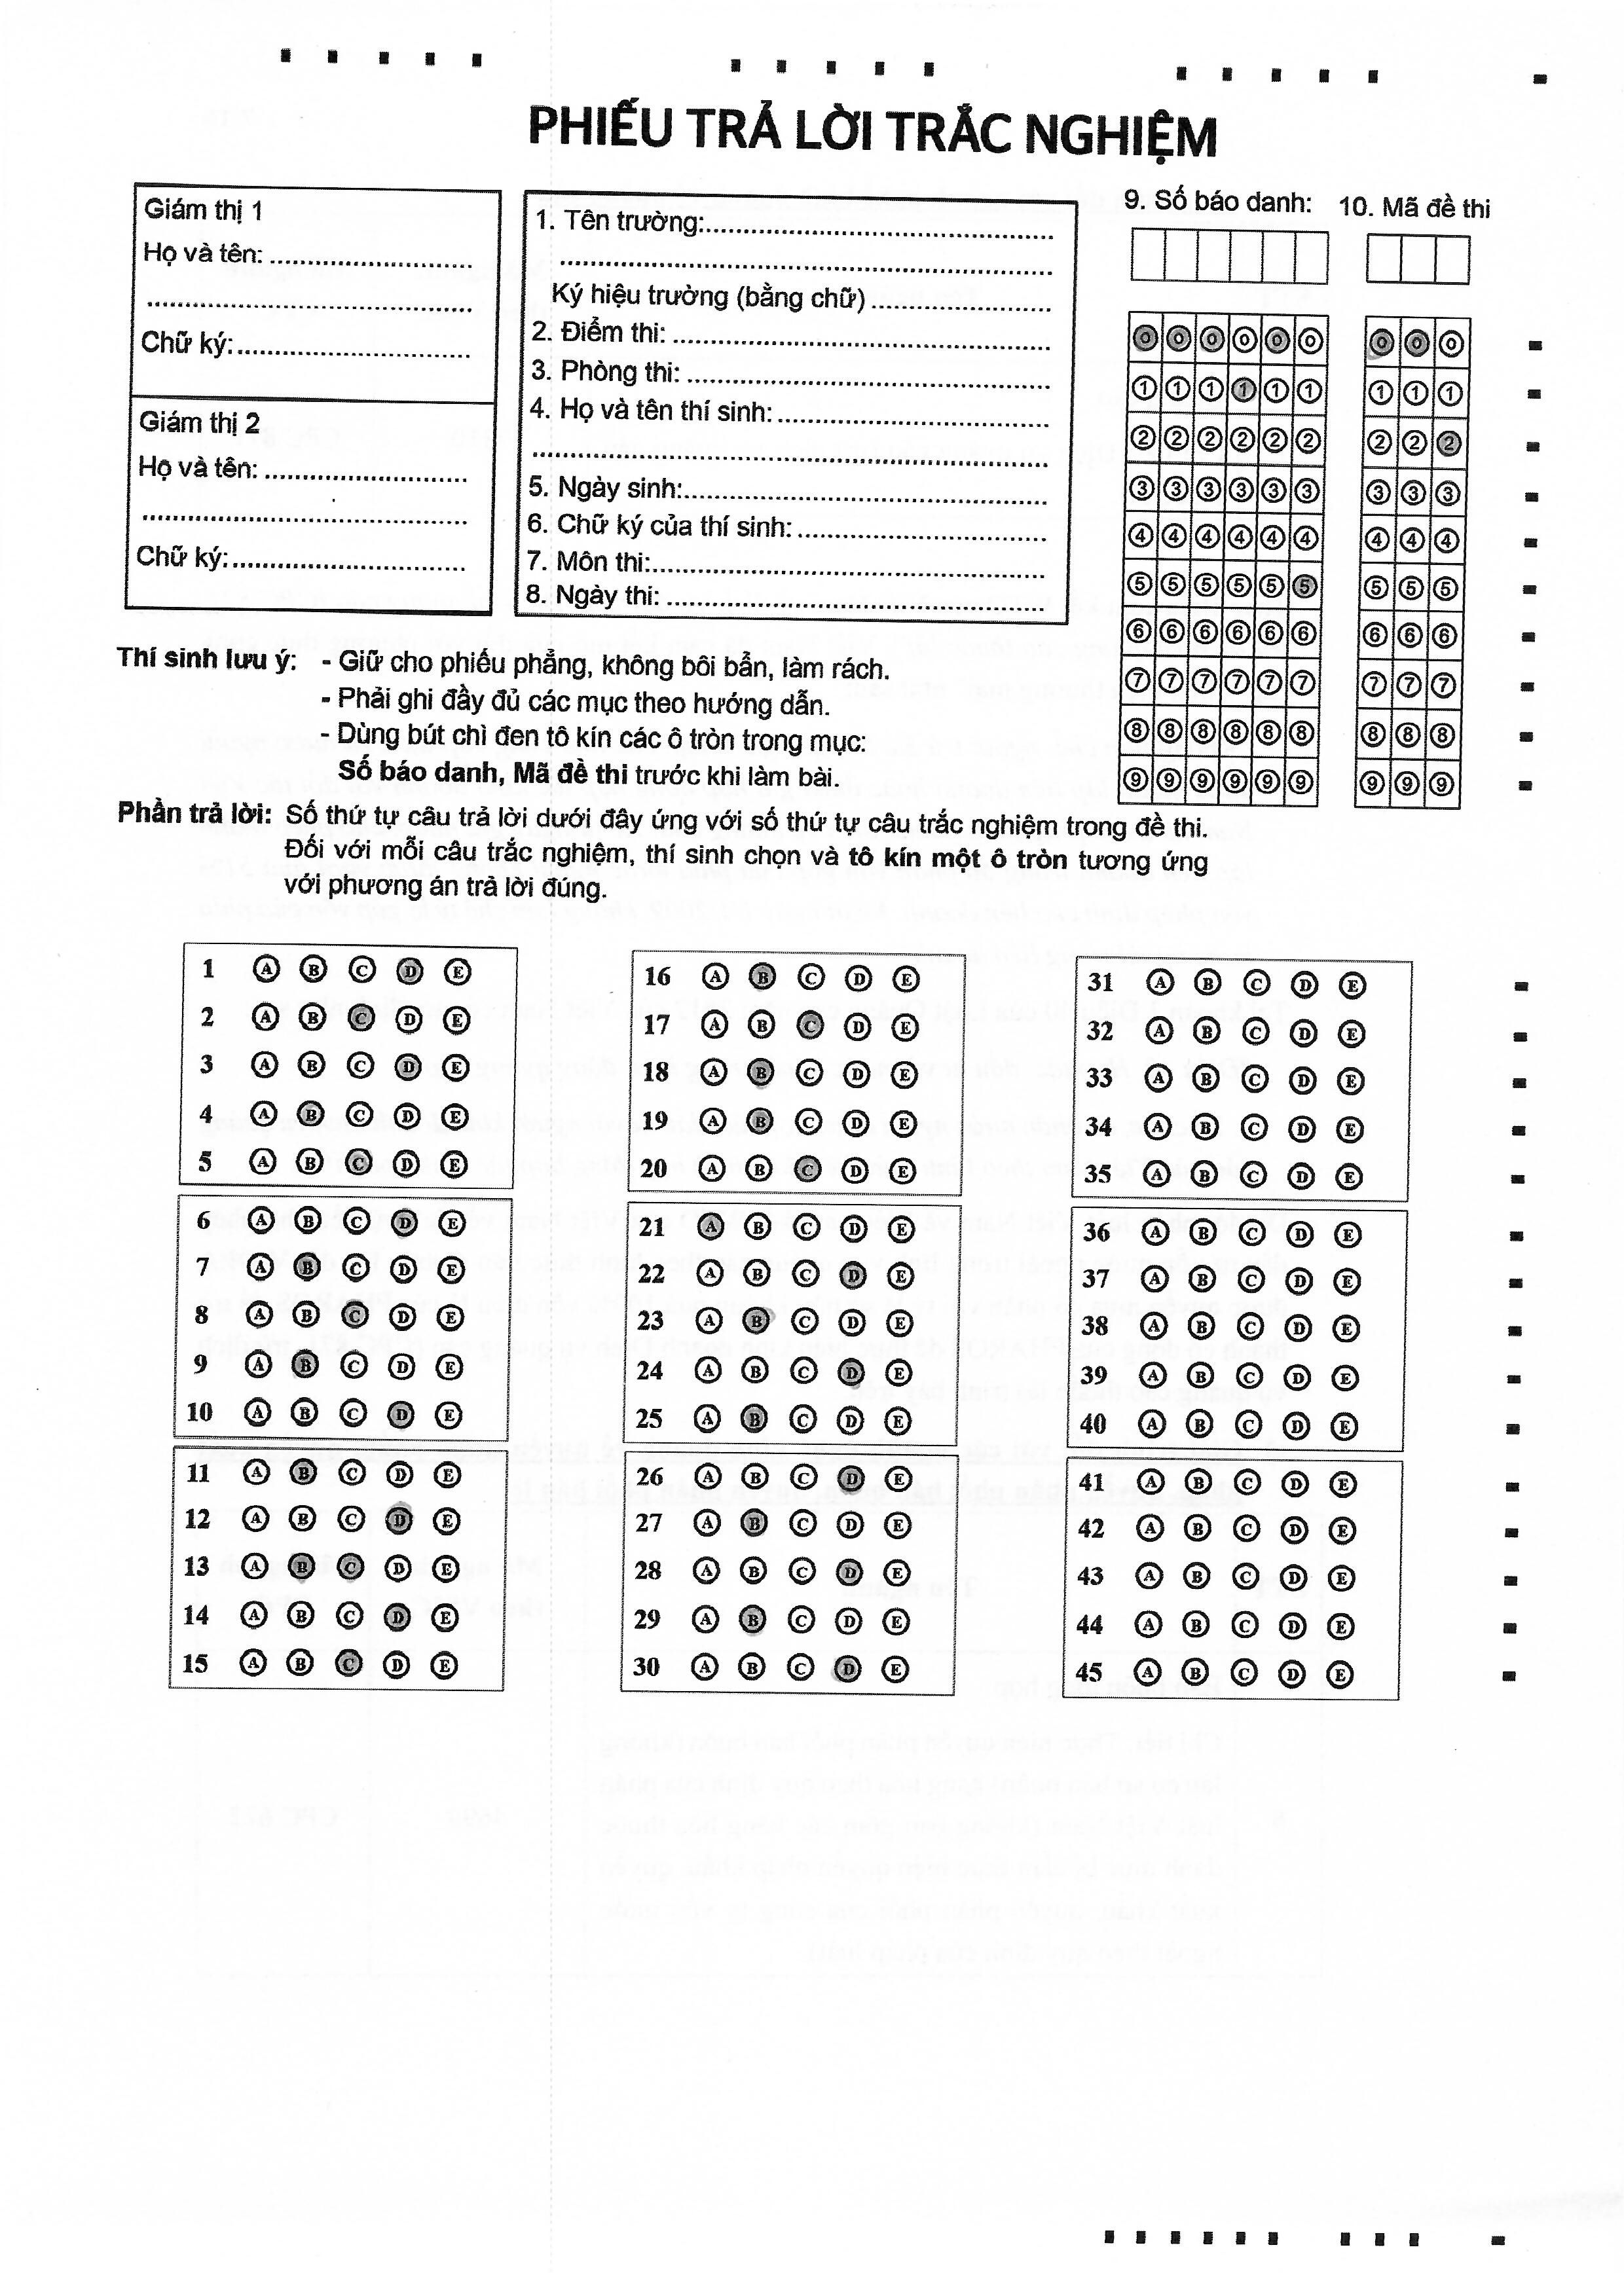 PHIẾU TRẢ LỜI TRẮC NGHIỆM
Giám thị 1
Họ và tên: ..............................
................................................
Chữ ký: ..................................
Giám thị 2
Họ và tên: ..............................
................................................
Chữ ký: ..................................
1. Tên trường: ..................................................
......................................................................
Ký hiệu trường (bằng chữ) ..........................
2. Điểm thi: ......................................................
3. Phòng thi: ....................................................
4. Họ và tên thí sinh: ......................................
......................................................................
5. Ngày sinh: ....................................................
6. Chữ ký của thí sinh: ....................................
7. Môn thi: ........................................................
8. Ngày thi: ......................................................
9. Số báo danh:
10. Mã đề thi
0 0 0 0 0 0 0 0 0
1 1 1 1 1 1 1 1 1
2 2 2 2 2 2 2 2 2
3 3 3 3 3 3 3 3 3
4 4 4 4 4 4 4 4 4
5 5 5 5 5 5 5 5 5
6 6 6 6 6 6 6 6 6
7 7 7 7 7 7 7 7 7
8 8 8 8 8 8 8 8 8
9 9 9 9 9 9 9 9 9
Thí sinh lưu ý: - Giữ cho phiếu phẳng, không bôi bẩn, làm rách.
- Phải ghi đầy đủ các mục theo hướng dẫn.
- Dùng bút chì đen tô kín các ô tròn trong mục:
Số báo danh, Mã đề thi trước khi làm bài.
Phần trả lời: Số thứ tự câu trả lời dưới đây ứng với số thứ tự câu trắc nghiệm trong đề thi.
Đối với mỗi câu trắc nghiệm, thí sinh chọn và tô kín một ô tròn tương ứng
với phương án trả lời đúng.
1 A B C D E
2 A B C D E
3 A B C D E
4 A B C D E
5 A B C D E
6 A B C D E
7 A B C D E
8 A B C D E
9 A B C D E
10 A B C D E
11 A B C D E
12 A B C D E
13 A B C D E
14 A B C D E
15 A B C D E
16 A B C D E
17 A B C D E
18 A B C D E
19 A B C D E
20 A B C D E
21 A B C D E
22 A B C D E
23 A B C D E
24 A B C D E
25 A B C D E
26 A B C D E
27 A B C D E
28 A B C D E
29 A B C D E
30 A B C D E
31 A B C D E
32 A B C D E
33 A B C D E
34 A B C D E
35 A B C D E
36 A B C D E
37 A B C D E
38 A B C D E
39 A B C D E
40 A B C D E
41 A B C D E
42 A B C D E
43 A B C D E
44 A B C D E
45 A B C D E